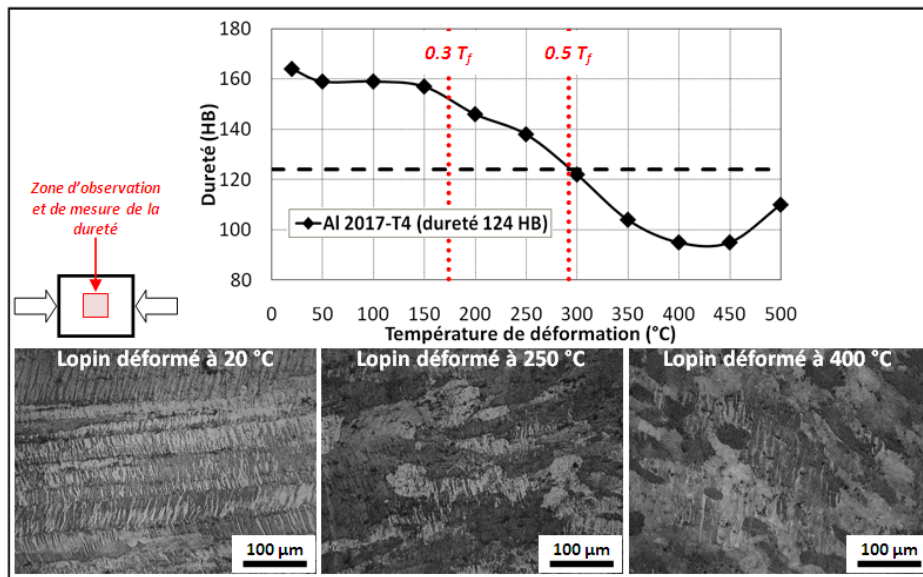 180
160
140
120
100
80
Dureté (HB)
0.3 Tf
0.5 Tf
Al 2017-T4 (dureté 124 HB)
0 50 100 150 200 250 300 350 400 450 500
Température de déformation (°C)
Zone d'observation
et de mesure de la
dureté
Lopin déformé à 20 °C
Lopin déformé à 250 °C
Lopin déformé à 400 °C
100 µm
100 µm
100 µm